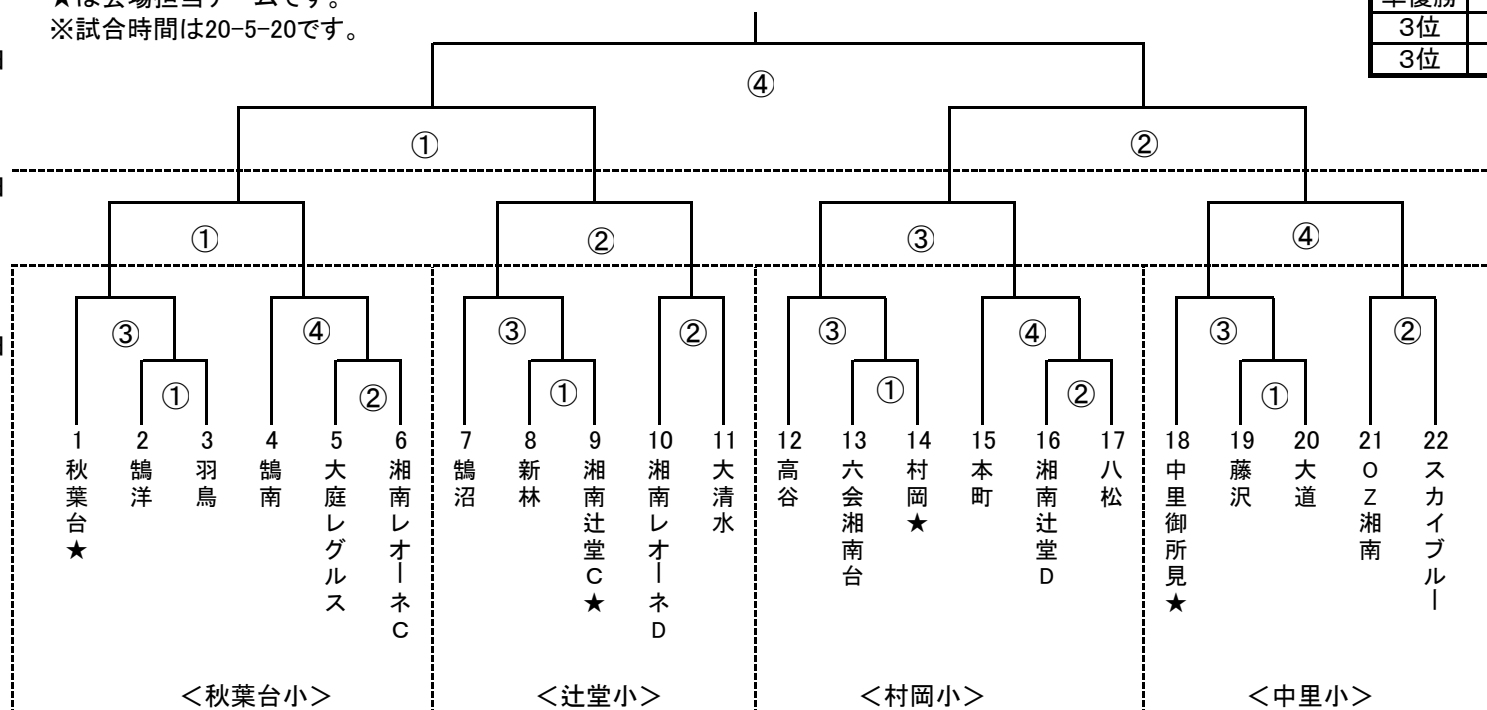 ★は会場担当チームです。
※試合時間は20-5-20です。
準優勝
3位
3位
④
① ②
① ② ③ ④
③ ④ ③ ② ③ ④ ③ ②
① ② ① ① ② ①
1 秋葉台★
2 鵠洋
3 羽鳥
4 鵠南
5 大庭レグルス
6 湘南レオーネC
7 鵠沼
8 新林
9 湘南辻堂C★
10 湘南レオーネD
11 大清水
12 高谷
13 六会湘南台
14 村岡★
15 本町
16 湘南辻堂D
17 八松
18 中里御所見★
19 藤沢
20 大道
21 OZ湘南
22 スカイブルー
＜秋葉台小＞
＜辻堂小＞
＜村岡小＞
＜中里小＞